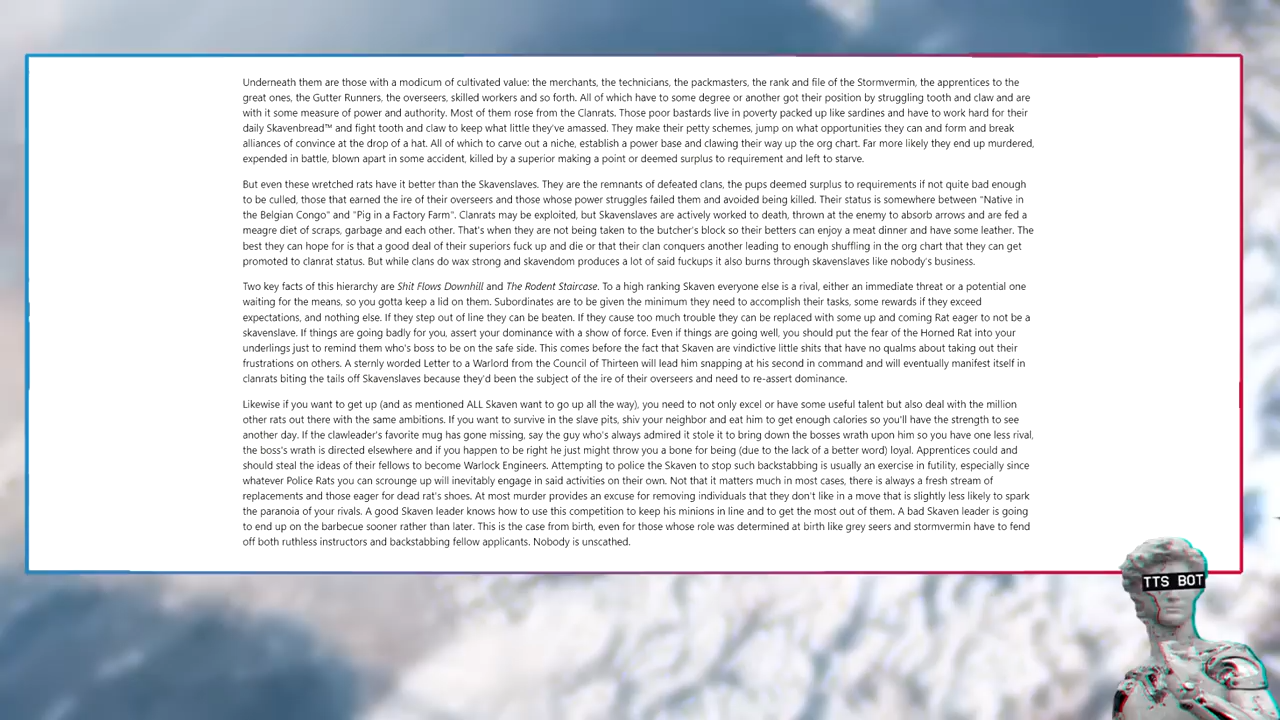 Underneath them are those with a modicum of cultivated value: the merchants, the technicians, the packmasters, the rank and file of the Stormvermin, the apprentices to the
great ones, the Gutter Runners, the overseers, skilled workers and so forth. All of which have to some degree or another got their position by struggling tooth and claw and are
with it some measure of power and authority. Most of them rose from the Clanrats. Those poor bastards live in poverty packed up like sardines and have to work hard for their
daily Skavenbread™ and fight tooth and claw to keep what little they've amassed. They make their petty schemes, jump on what opportunities they can and form and break
alliances of convince at the drop of a hat. All of which to carve out a niche, establish a power base and clawing their way up the org chart. Far more likely they end up murdered,
expended in battle, blown apart in some accident, killed by a superior making a point or deemed surplus to requirement and left to starve.
But even these wretched rats have it better than the Skavenslaves. They are the remnants of defeated clans, the pups deemed surplus to requirements if not quite bad enough
to be culled, those that earned the ire of their overseers and those whose power struggles failed them and avoided being killed. Their status is somewhere between "Native in
the Belgian Congo" and "Pig in a Factory Farm". Clanrats may be exploited, but Skavenslaves are actively worked to death, thrown at the enemy to absorb arrows and are fed a
meagre diet of scraps, garbage and each other. That's when they are not being taken to the butcher's block so their betters can enjoy a meat dinner and have some leather. The
best they can hope for is that a good deal of their superiors fuck up and die or that their clan conquers another leading to enough shuffling in the org chart that they can get
promoted to clanrat status. But while clans do wax strong and skavendom produces a lot of said fuckups it also burns through skavenslaves like nobody's business.
Two key facts of this hierarchy are Shit Flows Downhill and The Rodent Staircase. To a high ranking Skaven everyone else is a rival, either an immediate threat or a potential one
waiting for the means, so you gotta keep a lid on them. Subordinates are to be given the minimum they need to accomplish their tasks, some rewards if they exceed
expectations, and nothing else. If they step out of line they can be beaten. If they cause too much trouble they can be replaced with some up and coming Rat eager to not be a
skavenslave. If things are going badly for you, assert your dominance with a show of force. Even if things are going well, you should put the fear of the Horned Rat into your
underlings just to remind them who's boss to be on the safe side. This comes before the fact that Skaven are vindictive little shits that have no qualms about taking out their
frustrations on others. A sternly worded Letter to a Warlord from the Council of Thirteen will lead him snapping at his second in command and will eventually manifest itself in
clanrats biting the tails off Skavenslaves because they'd been the subject of the ire of their overseers and need to re-assert dominance.
Likewise if you want to get up (and as mentioned ALL Skaven want to go up all the way), you need to not only excel or have some useful talent but also deal with the million
other rats out there with the same ambitions. If you want to survive in the slave pits, shiv your neighbor and eat him to get enough calories so you'll have the strength to see
another day. If the clawleader's favorite mug has gone missing, say the guy who's always admired it stole it to bring down the bosses wrath upon him so you have one less rival,
the boss's wrath is directed elsewhere and if you happen to be right he just might throw you a bone for being (due to the lack of a better word) loyal. Apprentices could and
should steal the ideas of their fellows to become Warlock Engineers. Attempting to police the Skaven to stop such backstabbing is usually an exercise in futility, especially since
whatever Police Rats you can scrounge up will inevitably engage in said activities on their own. Not that it matters much in most cases, there is always a fresh stream of
replacements and those eager for dead rat's shoes. At most murder provides an excuse for removing individuals that they don't like in a move that is slightly less likely to spark
the paranoia of your rivals. A good Skaven leader knows how to use this competition to keep his minions in line and to get the most out of them. A bad Skaven leader is going
to end up on the barbecue sooner rather than later. This is the case from birth, even for those whose role was determined at birth like grey seers and stormvermin have to fend
off both ruthless instructors and backstabbing fellow applicants. Nobody is unscathed.
TTS BOT